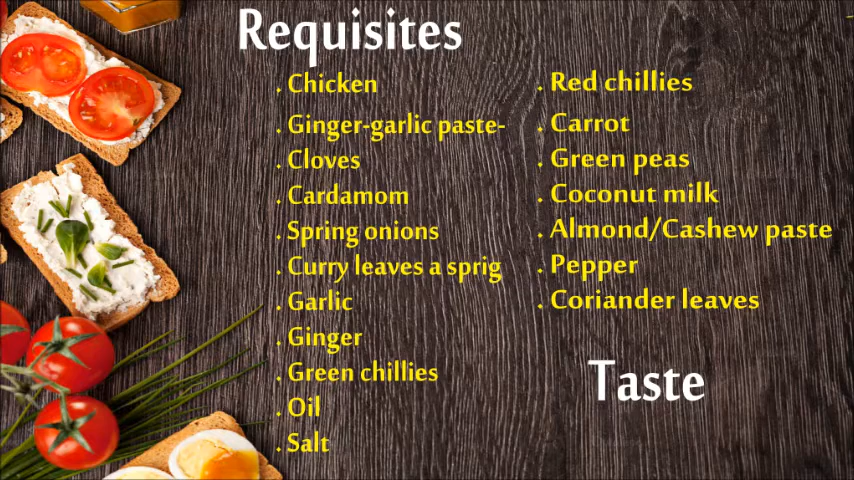 Requisites
. Chicken
. Ginger-garlic paste-
. Cloves
. Cardamom
. Spring onions
. Curry leaves a sprig
. Garlic
. Ginger
. Green chillies
. Oil
. Salt
. Red chillies
. Carrot
. Green peas
. Coconut milk
. Almond/Cashew paste
. Pepper
. Coriander leaves
Taste